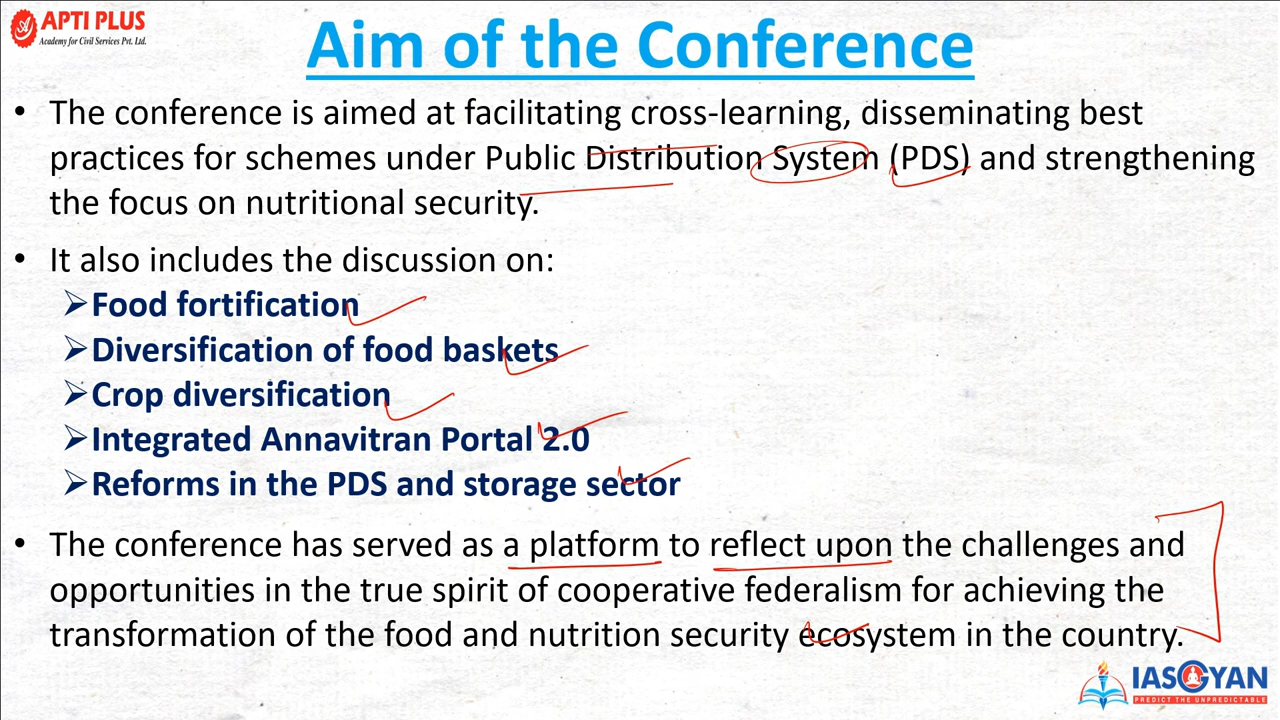 APTI PLUS
Academy for Civil Services Pvt. Ltd.
Aim of the Conference
• The conference is aimed at facilitating cross-learning, disseminating best
practices for schemes under Public Distribution System (PDS) and strengthening
the focus on nutritional security.
• It also includes the discussion on:
➢Food fortification
➢Diversification of food baskets
➢Crop diversification
➢Integrated Annavitran Portal 2.0
➢Reforms in the PDS and storage sector
• The conference has served as a platform to reflect upon the challenges and
opportunities in the true spirit of cooperative federalism for achieving the
transformation of the food and nutrition security ecosystem in the country.
IASGYAN
PREDICT THE UNPREDICTABLE